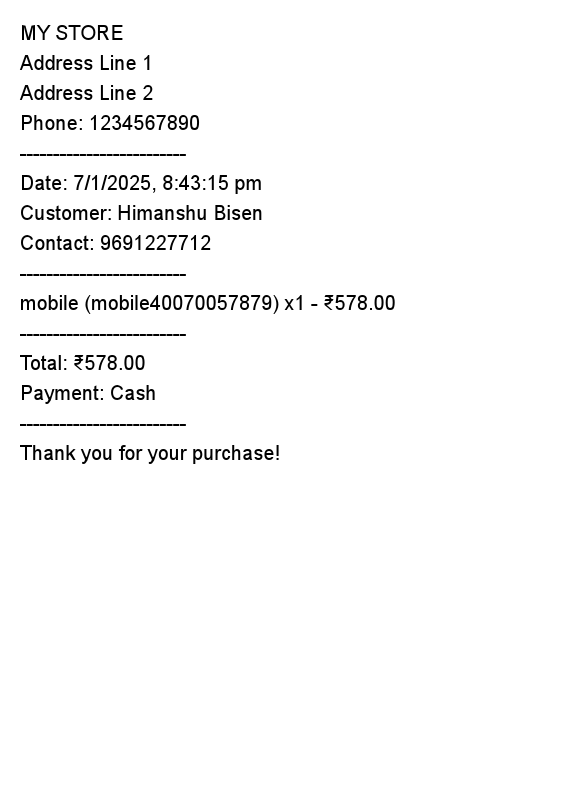 MY STORE
Address Line 1
Address Line 2
Phone: 1234567890
-------------------------
Date: 7/1/2025, 8:43:15 pm
Customer: Himanshu Bisen
Contact: 9691227712
-------------------------
mobile (mobile40070057879) x1 - ₹578.00
-------------------------
Total: ₹578.00
Payment: Cash
-------------------------
Thank you for your purchase!